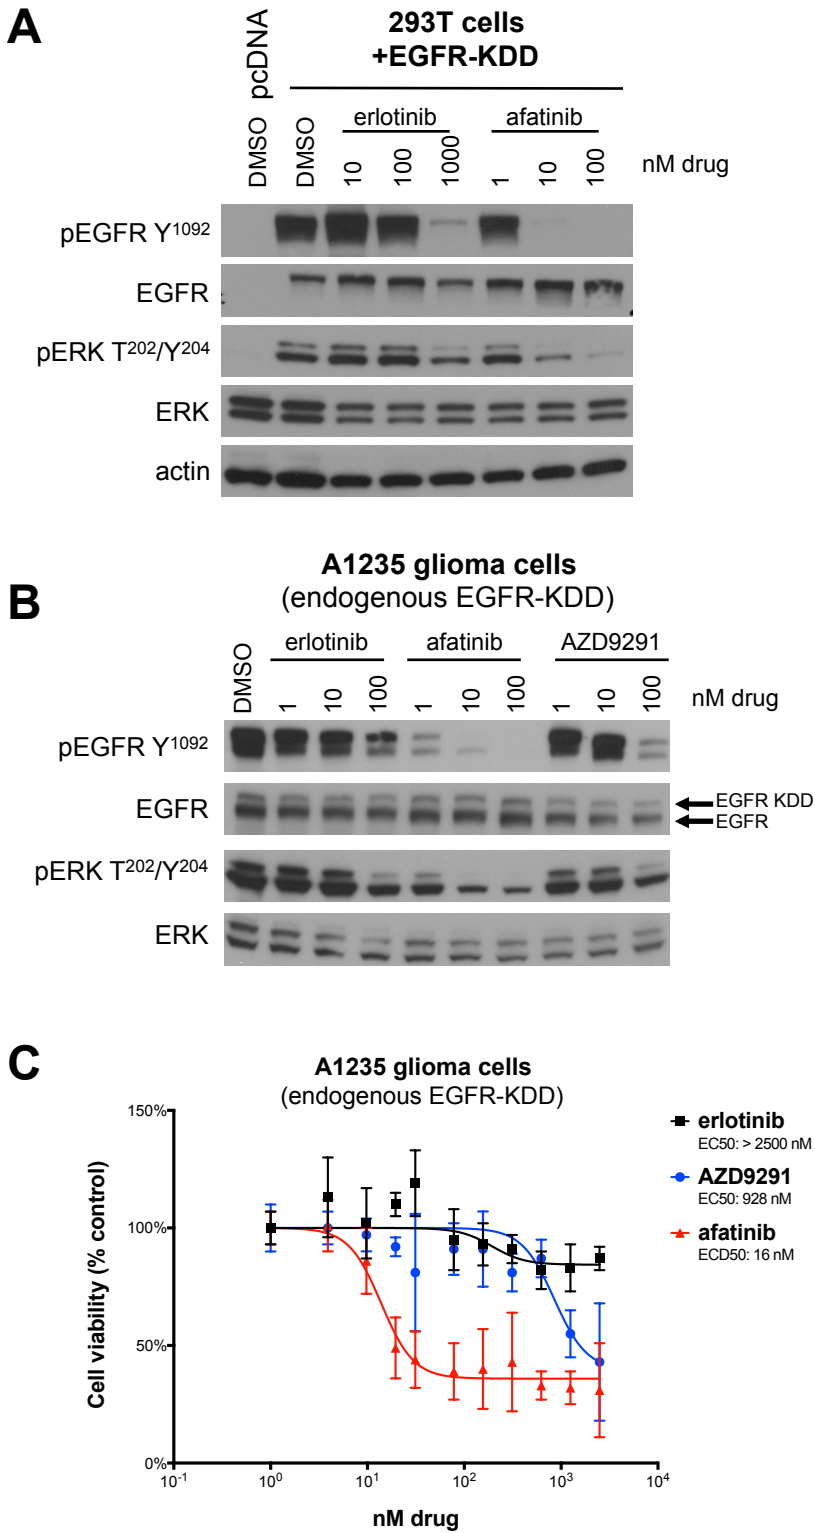 A
293T cells
+EGFR-KDD
pcDNA
erlotinib
afatinib
DMSO
DMSO
10
100
1000
1
10
100
nM drug
pEGFR Y1092
EGFR
pERK T202/Y204
ERK
actin
B
A1235 glioma cells
(endogenous EGFR-KDD)
erlotinib
afatinib
AZD9291
DMSO
1
10
100
1
10
100
1
10
100
nM drug
pEGFR Y1092
EGFR
EGFR KDD
EGFR
pERK T202/Y204
ERK
C
A1235 glioma cells
(endogenous EGFR-KDD)
150%
100%
50%
0%
Cell viability (% control)
10-1
100
101
102
103
104
nM drug
erlotinib
EC50: > 2500 nM
AZD9291
EC50: 928 nM
afatinib
ECD50: 16 nM